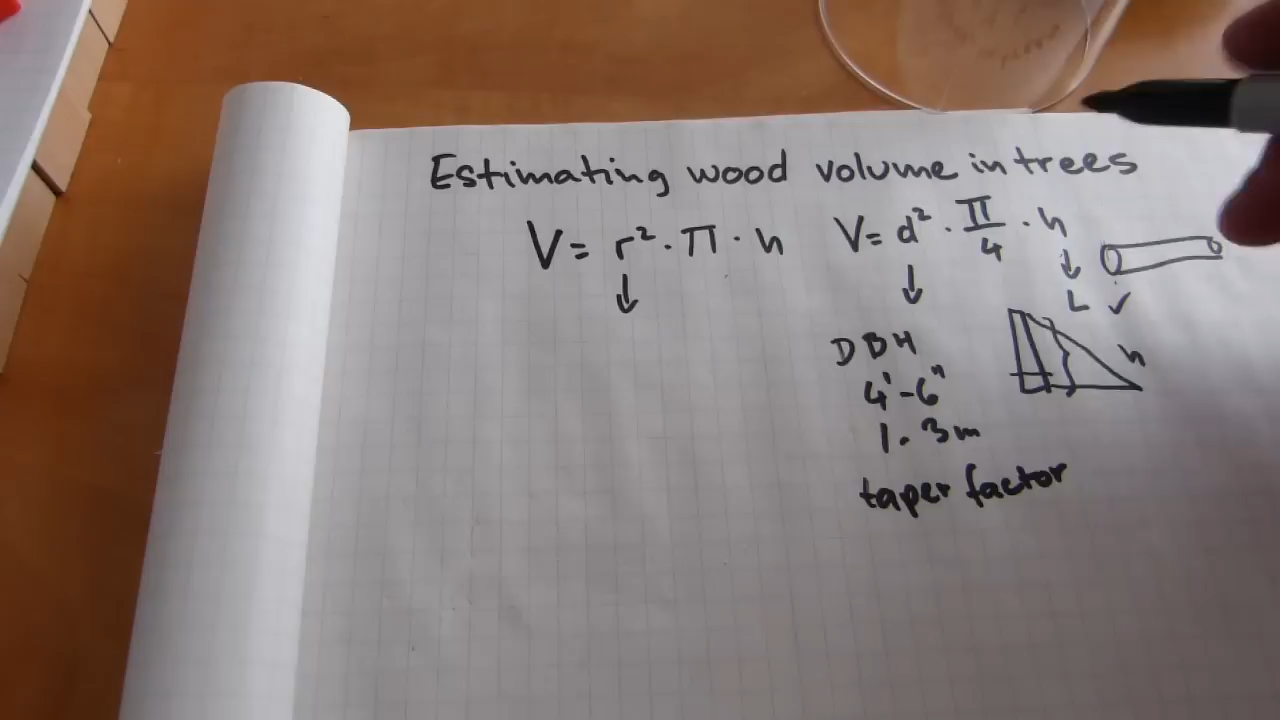 Estimating wood volume in trees
V = r² · π · h
V = d² · π/4 · h
↓ ↓ ↓
L ✓
DBH
h
4'-6"
1.3m
taper factor